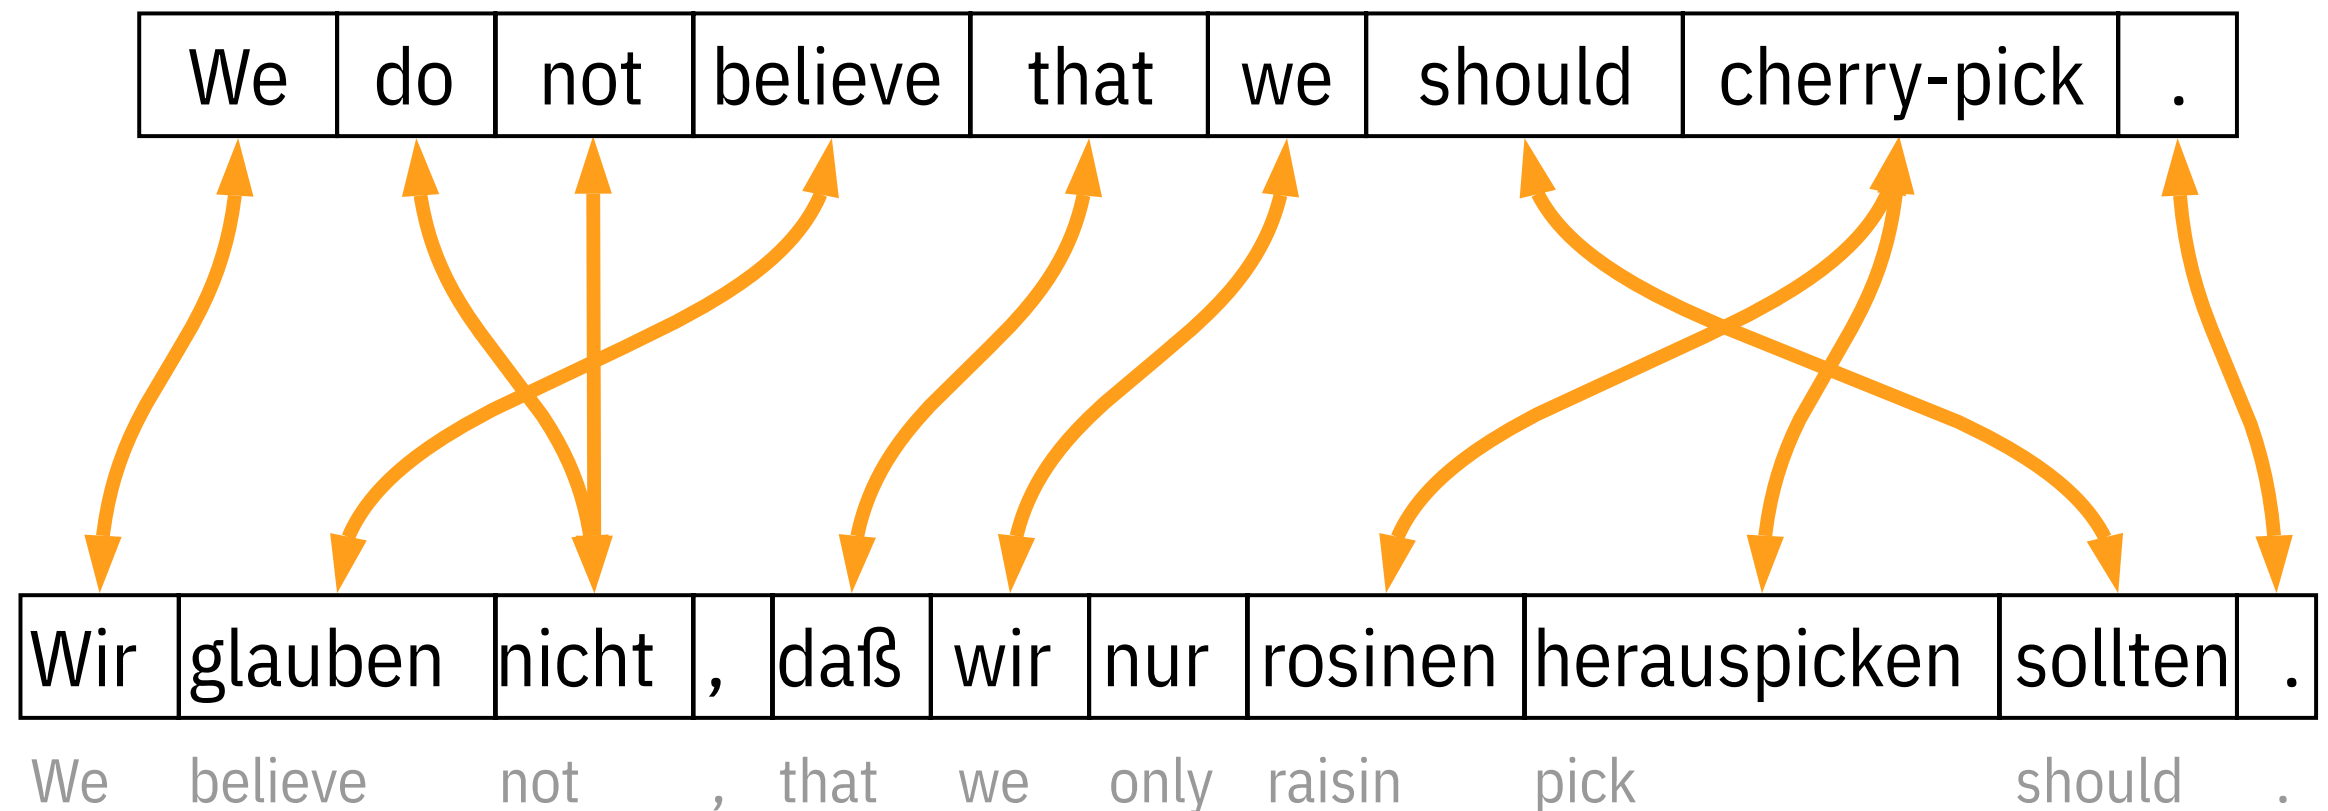 We do not believe that we should cherry-pick .
Wir glauben nicht , daß wir nur rosinen herauspicken sollten .
We believe not , that we only raisin pick should .